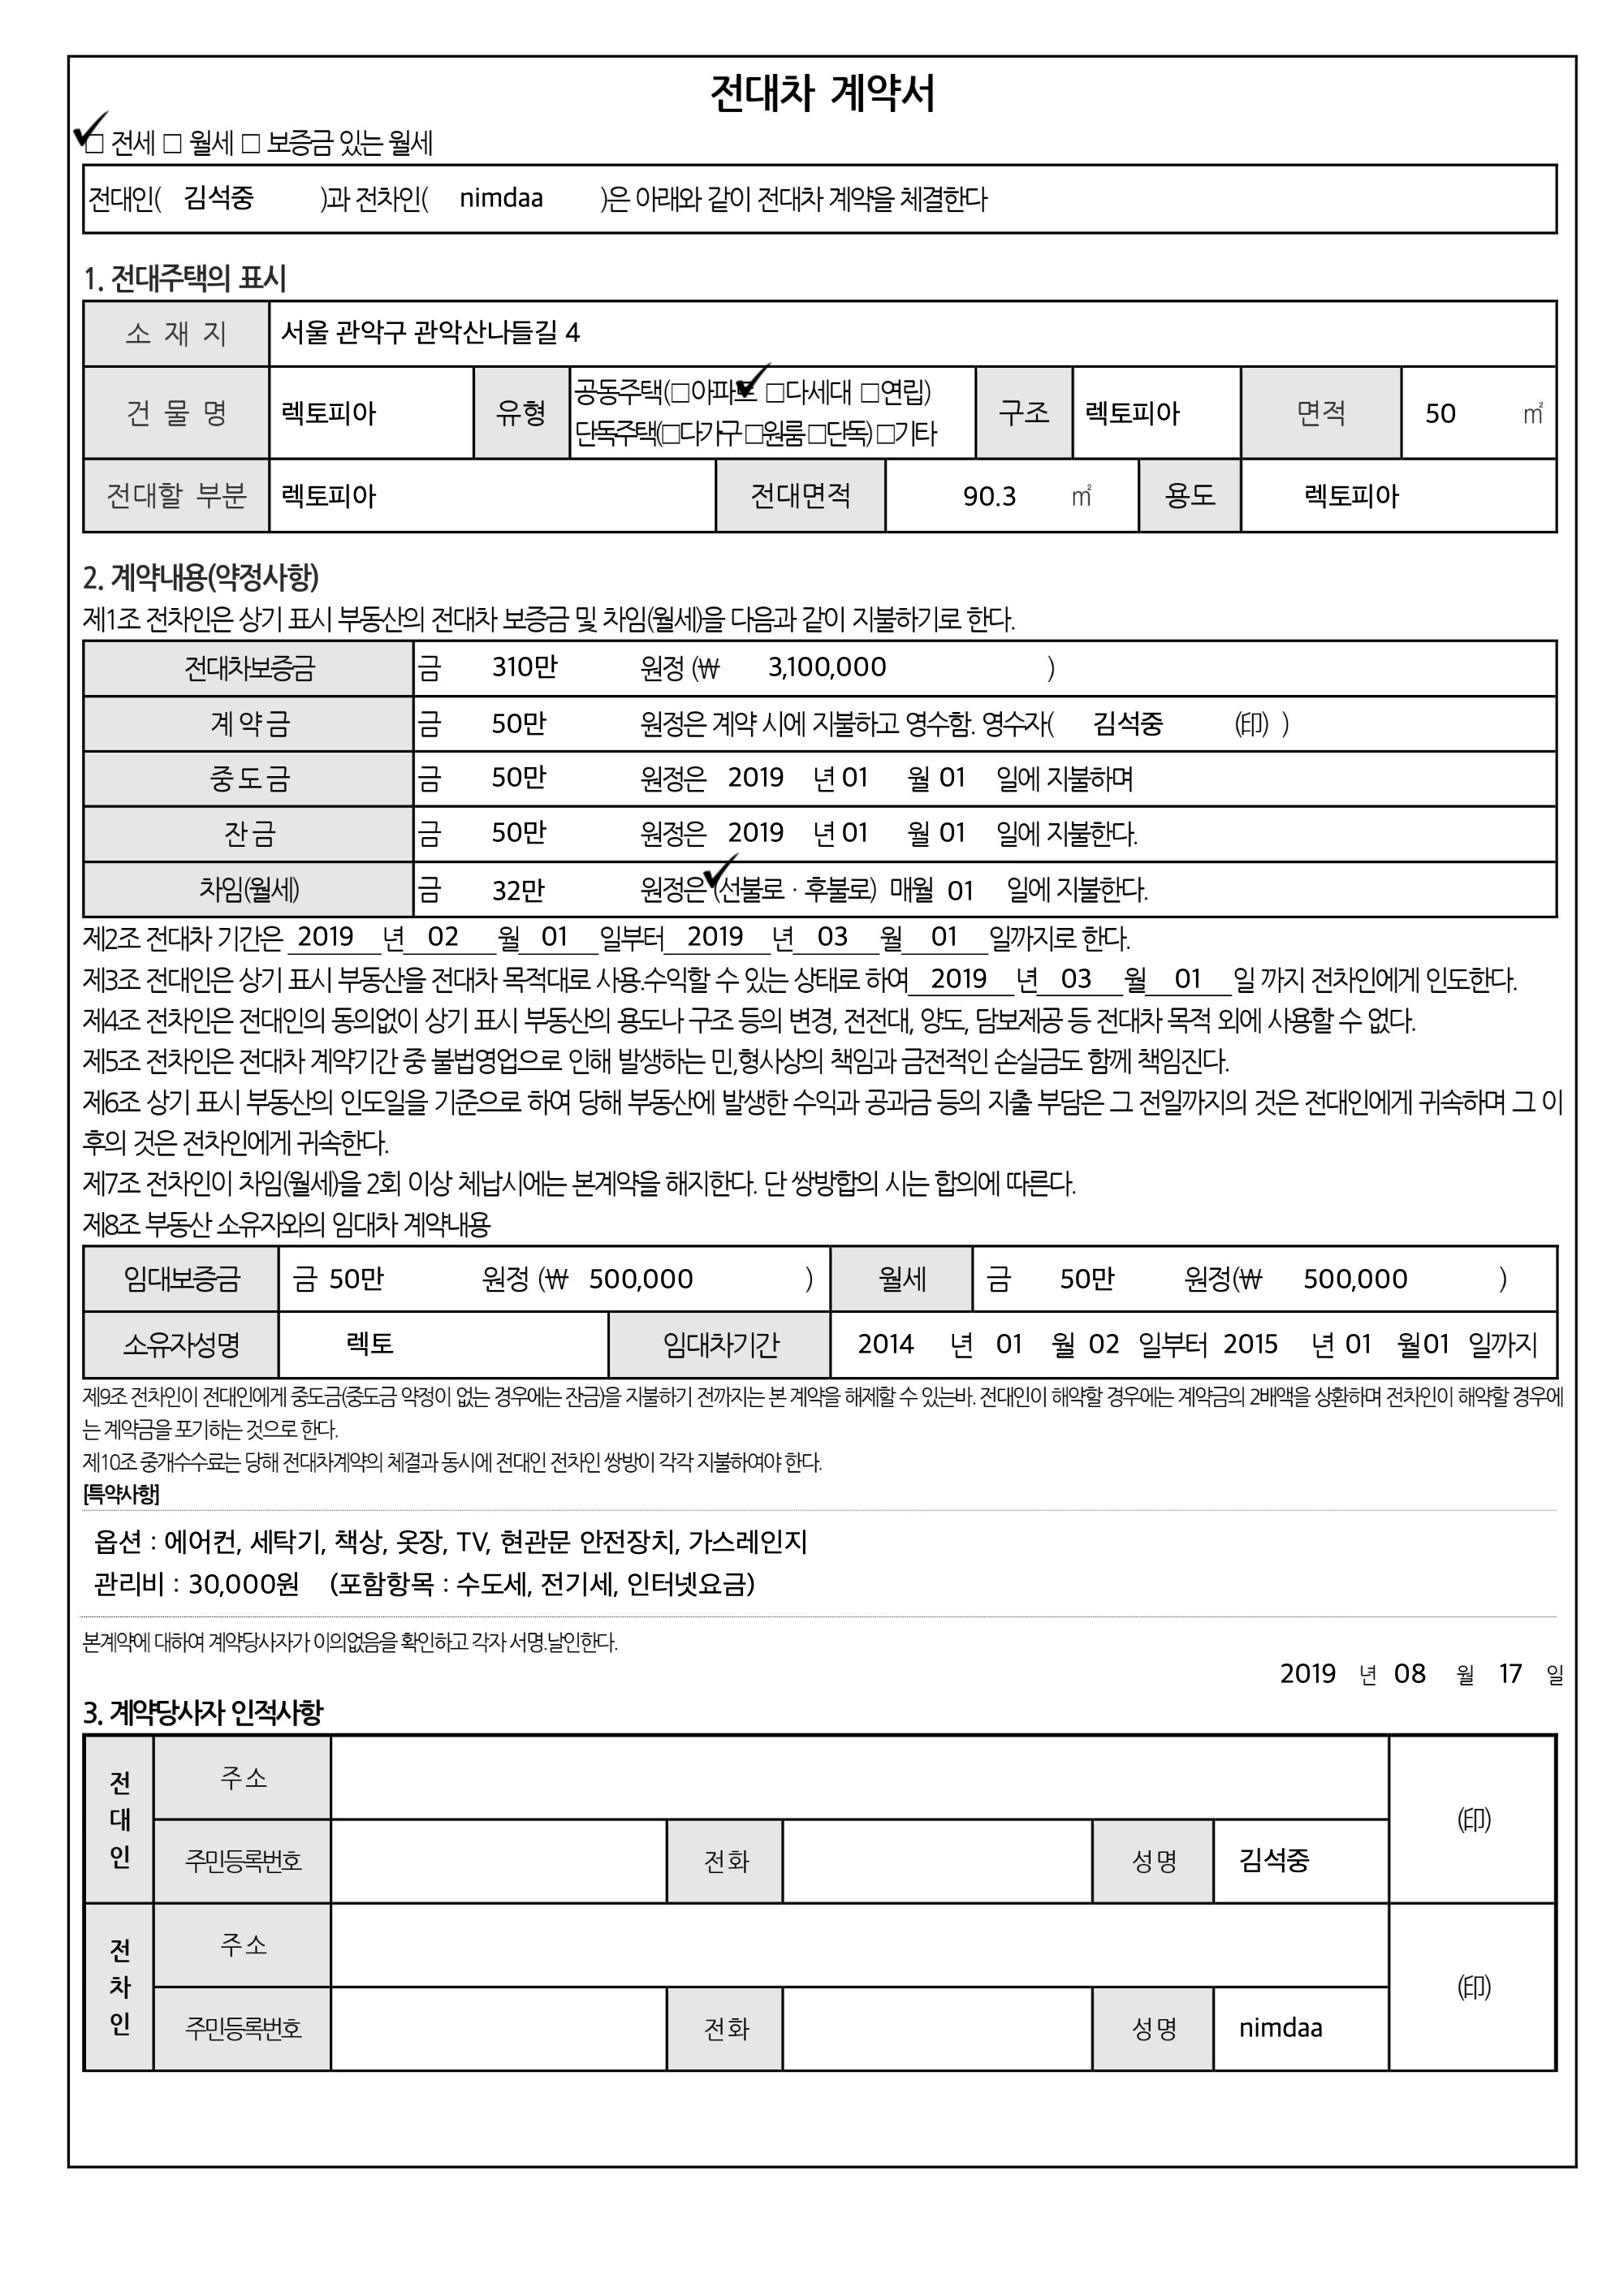 전대차 계약서
☑ 전세 □ 월세 □ 보증금 있는 월세
전대인( 김석중 )과 전차인( nimdaa )은 아래와 같이 전대차 계약을 체결한다
1. 전대주택의 표시
소 재 지 서울 관악구 관악산나들길 4
건 물 명 렉토피아 유형 공동주택(□아파트 ☑다세대 □연립) 구조 렉토피아 면적 50 ㎡
단독주택(□다가구 □원룸 □단독) □기타
전대할 부분 렉토피아 전대면적 90.3 ㎡ 용도 렉토피아
2. 계약내용(약정사항)
제1조 전차인은 상기 표시 부동산의 전대차 보증금 및 차임(월세)을 다음과 같이 지불하기로 한다.
전대차보증금 금 310만 원정 (₩ 3,100,000 )
계 약 금 금 50만 원정은 계약 시에 지불하고 영수함. 영수자( 김석중 (印) )
중 도 금 금 50만 원정은 2019 년 01 월 01 일에 지불하며
잔 금 금 50만 원정은 2019 년 01 월 01 일에 지불한다.
차임(월세) 금 32만 원정은 (✓선불로 · 후불로) 매월 01 일에 지불한다.
제2조 전대차 기간은 2019 년 02 월 01 일부터 2019 년 03 월 01 일까지로 한다.
제3조 전대인은 상기 표시 부동산을 전대차 목적대로 사용.수익할 수 있는 상태로 하여 2019 년 03 월 01 일 까지 전차인에게 인도한다.
제4조 전차인은 전대인의 동의없이 상기 표시 부동산의 용도나 구조 등의 변경, 전전대, 양도, 담보제공 등 전대차 목적 외에 사용할 수 없다.
제5조 전차인은 전대차 계약기간 중 불법영업으로 인해 발생하는 민,형사상의 책임과 금전적인 손실금도 함께 책임진다.
제6조 상기 표시 부동산의 인도일을 기준으로 하여 당해 부동산에 발생한 수익과 공과금 등의 지출 부담은 그 전일까지의 것은 전대인에게 귀속하며 그 이
후의 것은 전차인에게 귀속한다.
제7조 전차인이 차임(월세)을 2회 이상 체납시에는 본계약을 해지한다. 단 쌍방합의 시는 합의에 따른다.
제8조 부동산 소유자와의 임대차 계약내용
임대보증금 금 50만 원정 (₩ 500,000 ) 월세 금 50만 원정(₩ 500,000 )
소유자성명 렉토 임대차기간 2014 년 01 월 02 일부터 2015 년 01 월 01 일까지
제9조 전차인이 전대인에게 중도금(중도금 약정이 없는 경우에는 잔금)을 지불하기 전까지는 본 계약을 해제할 수 있는바. 전대인이 해약할 경우에는 계약금의 2배액을 상환하며 전차인이 해약할 경우에
는 계약금을 포기하는 것으로 한다.
제10조 중개수수료는 당해 전대차계약의 체결과 동시에 전대인 전차인 쌍방이 각각 지불하여야 한다.
[특약사항]
옵션 : 에어컨, 세탁기, 책상, 옷장, TV, 현관문 안전장치, 가스레인지
관리비 : 30,000원 (포함항목 : 수도세, 전기세, 인터넷요금)
본계약에 대하여 계약당사자가 이의없음을 확인하고 각자 서명.날인한다.
2019 년 08 월 17 일
3. 계약당사자 인적사항
전대인 주 소 (印)
주민등록번호 전 화 성 명 김석중
전차인 주 소 (印)
주민등록번호 전 화 성 명 nimdaa